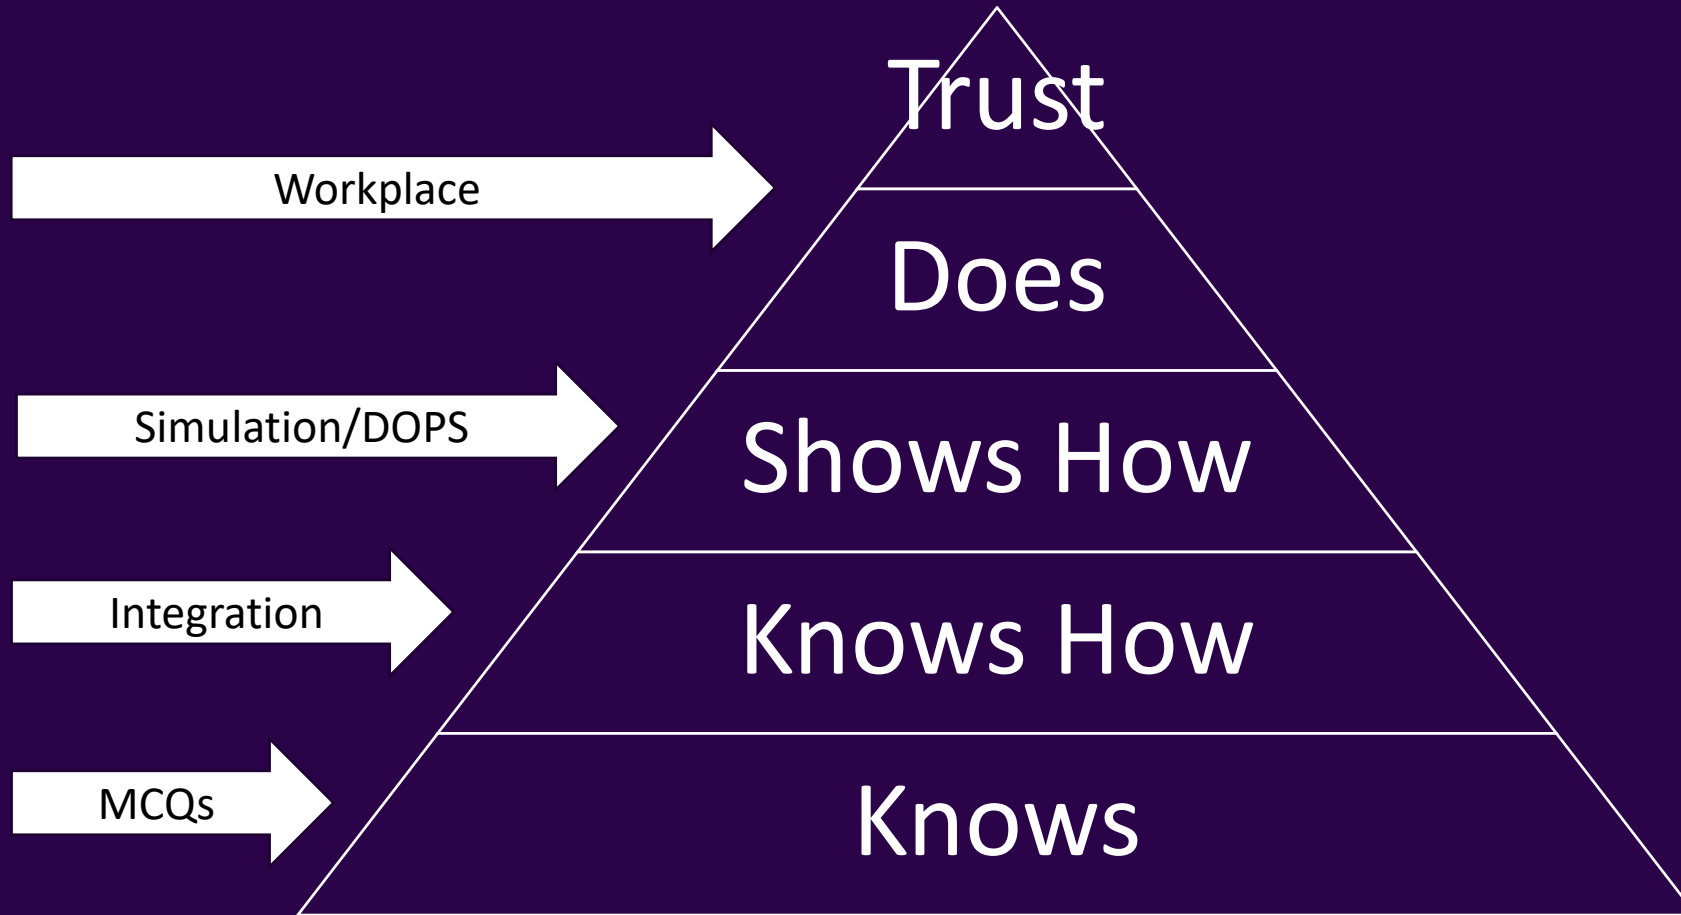 Trust
Workplace
Does
Simulation/DOPS
Shows How
Integration
Knows How
MCQs
Knows